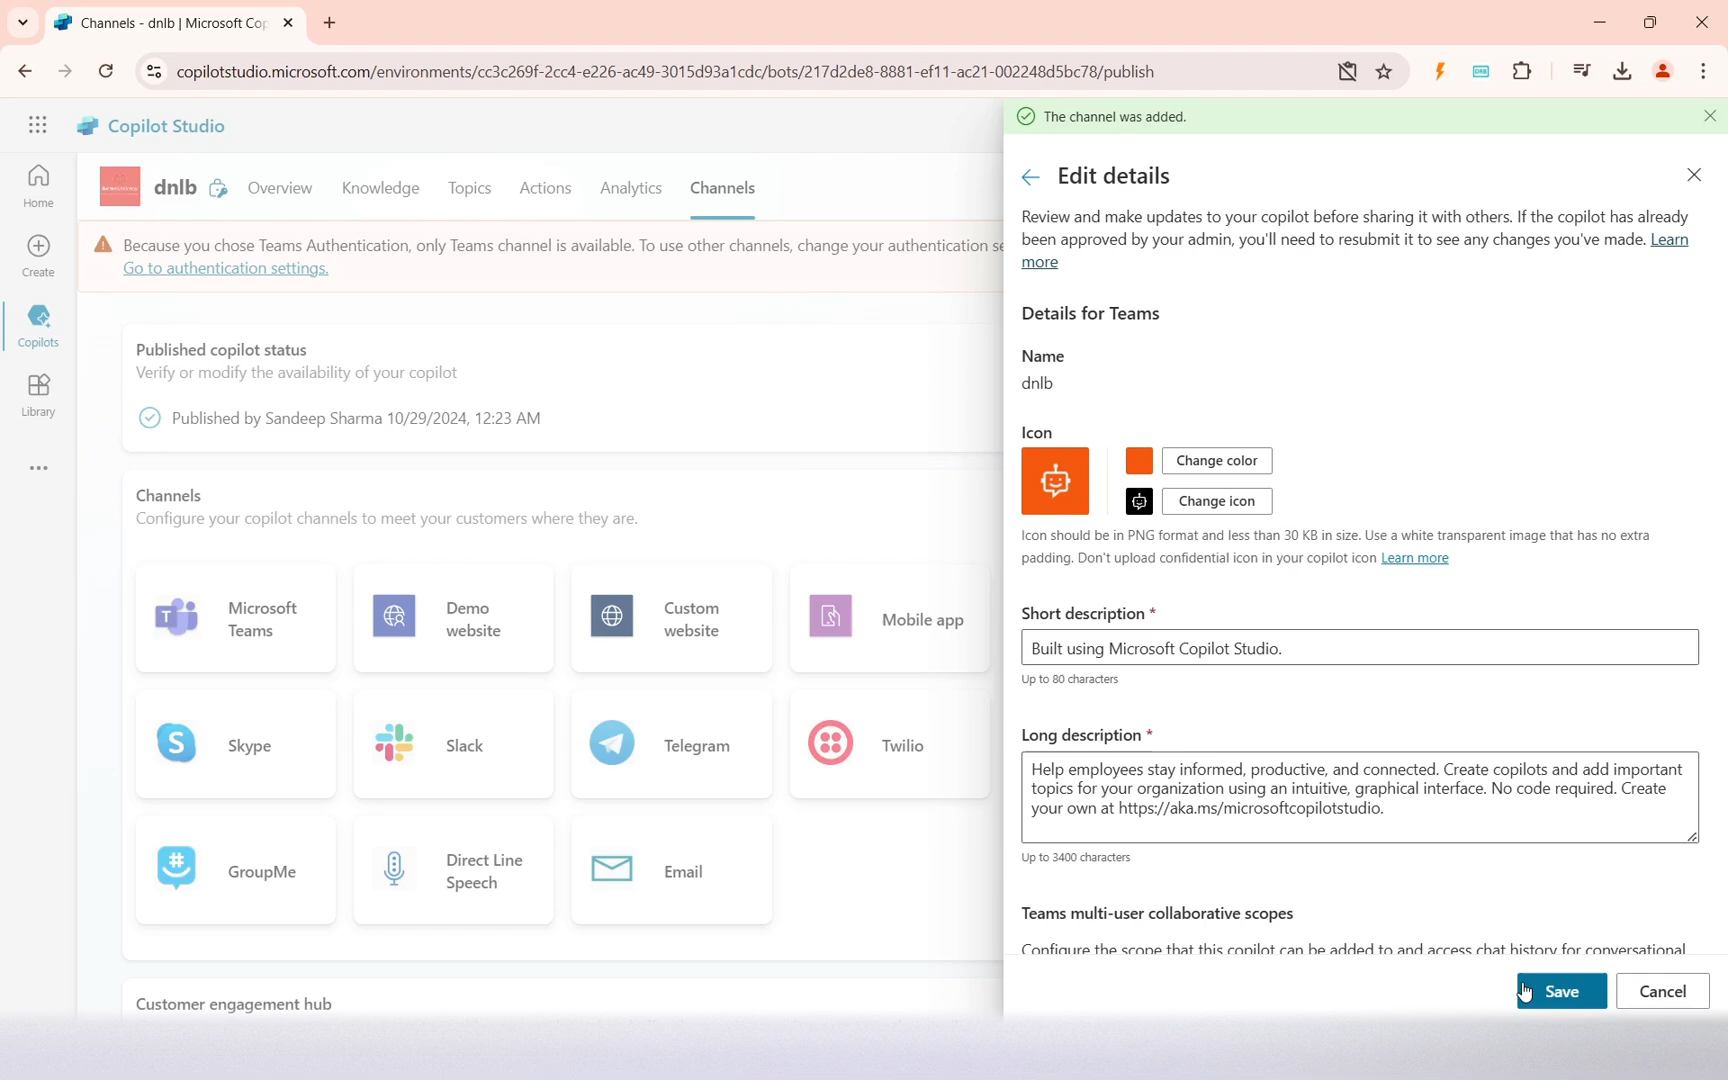 Channels - dnlb | Microsoft Cop
copilotstudio.microsoft.com/environments/cc3c269f-2cc4-e226-ac49-3015d93a1cdc/bots/217d2de8-8881-ef11-ac21-002248d5bc78/publish
Copilot Studio
Home
Create
Copilots
Library
dnlb
Overview
Knowledge
Topics
Actions
Analytics
Channels
Because you chose Teams Authentication, only Teams channel is available. To use other channels, change your authentication se
Go to authentication settings.
Published copilot status
Verify or modify the availability of your copilot
Published by Sandeep Sharma 10/29/2024, 12:23 AM
Channels
Configure your copilot channels to meet your customers where they are.
Microsoft
Teams
Demo
website
Custom
website
Mobile app
Skype
Slack
Telegram
Twilio
GroupMe
Direct Line
Speech
Email
Customer engagement hub
The channel was added.
Edit details
Review and make updates to your copilot before sharing it with others. If the copilot has already
been approved by your admin, you'll need to resubmit it to see any changes you've made. Learn
more
Details for Teams
Name
dnlb
Icon
Change color
Change icon
Icon should be in PNG format and less than 30 KB in size. Use a white transparent image that has no extra
padding. Don't upload confidential icon in your copilot icon Learn more
Short description *
Built using Microsoft Copilot Studio.
Up to 80 characters
Long description *
Help employees stay informed, productive, and connected. Create copilots and add important
topics for your organization using an intuitive, graphical interface. No code required. Create
your own at https://aka.ms/microsoftcopilotstudio.
Up to 3400 characters
Teams multi-user collaborative scopes
Configure the scope that this copilot can be added to and access chat history for conversational
Save
Cancel